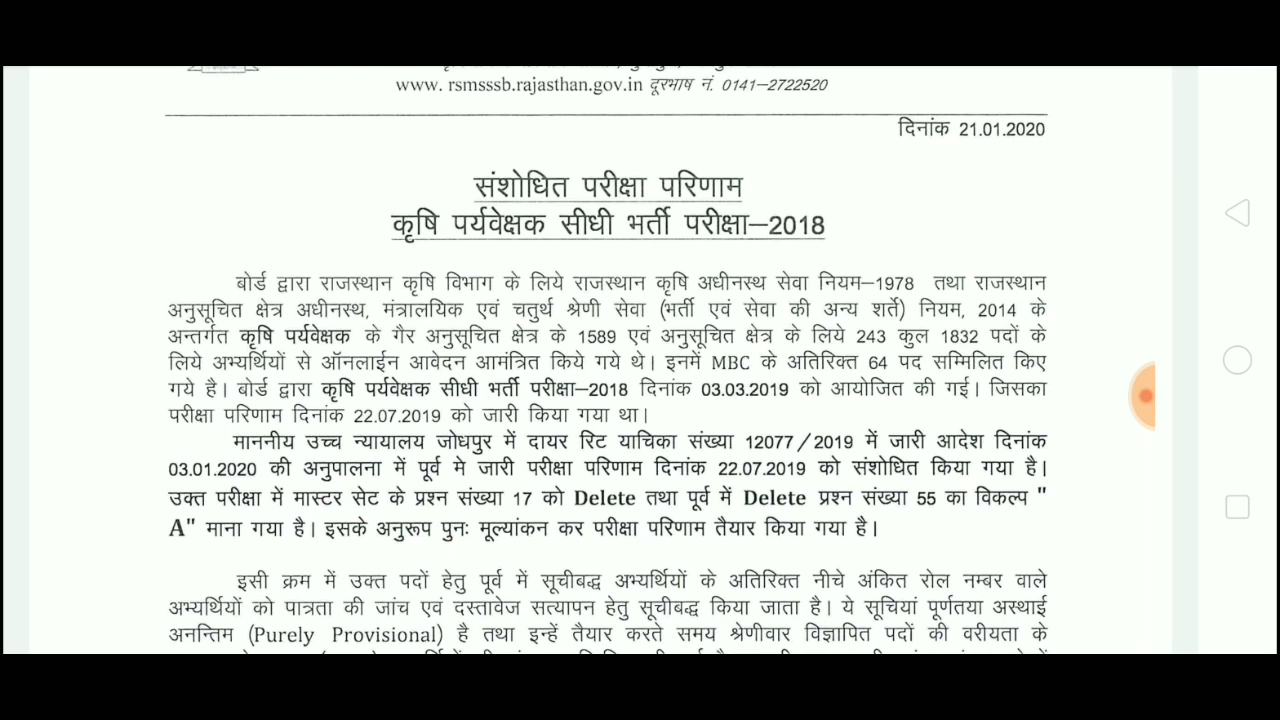 www. rsmsssb.rajasthan.gov.in दूरभाष नं. 0141–2722520
दिनांक 21.01.2020
संशोधित परीक्षा परिणाम
कृषि पर्यवेक्षक सीधी भर्ती परीक्षा–2018
बोर्ड द्वारा राजस्थान कृषि विभाग के लिये राजस्थान कृषि अधीनस्थ सेवा नियम–1978 तथा राजस्थान
अनुसूचित क्षेत्र अधीनस्थ, मंत्रालयिक एवं चतुर्थ श्रेणी सेवा (भर्ती एवं सेवा की अन्य शर्ते) नियम, 2014 के
अन्तर्गत कृषि पर्यवेक्षक के गैर अनुसूचित क्षेत्र के 1589 एवं अनुसूचित क्षेत्र के लिये 243 कुल 1832 पदों के
लिये अभ्यर्थियों से ऑनलाईन आवेदन आमंत्रित किये गये थे। इनमें MBC के अतिरिक्त 64 पद सम्मिलित किए
गये है। बोर्ड द्वारा कृषि पर्यवेक्षक सीधी भर्ती परीक्षा–2018 दिनांक 03.03.2019 को आयोजित की गई। जिसका
परीक्षा परिणाम दिनांक 22.07.2019 को जारी किया गया था।
माननीय उच्च न्यायालय जोधपुर में दायर रिट याचिका संख्या 12077/2019 में जारी आदेश दिनांक
03.01.2020 की अनुपालना में पूर्व मे जारी परीक्षा परिणाम दिनांक 22.07.2019 को संशोधित किया गया है।
उक्त परीक्षा में मास्टर सेट के प्रश्न संख्या 17 को Delete तथा पूर्व में Delete प्रश्न संख्या 55 का विकल्प "
A" माना गया है। इसके अनुरूप पुनः मूल्यांकन कर परीक्षा परिणाम तैयार किया गया है।
इसी क्रम में उक्त पदों हेतु पूर्व में सूचीबद्ध अभ्यर्थियों के अतिरिक्त नीचे अंकित रोल नम्बर वाले
अभ्यर्थियों को पात्रता की जांच एवं दस्तावेज सत्यापन हेतु सूचीबद्ध किया जाता है। ये सूचियां पूर्णतया अस्थाई
अनन्तिम (Purely Provisional) है तथा इन्हें तैयार करते समय श्रेणीवार विज्ञापित पदों की वरीयता के